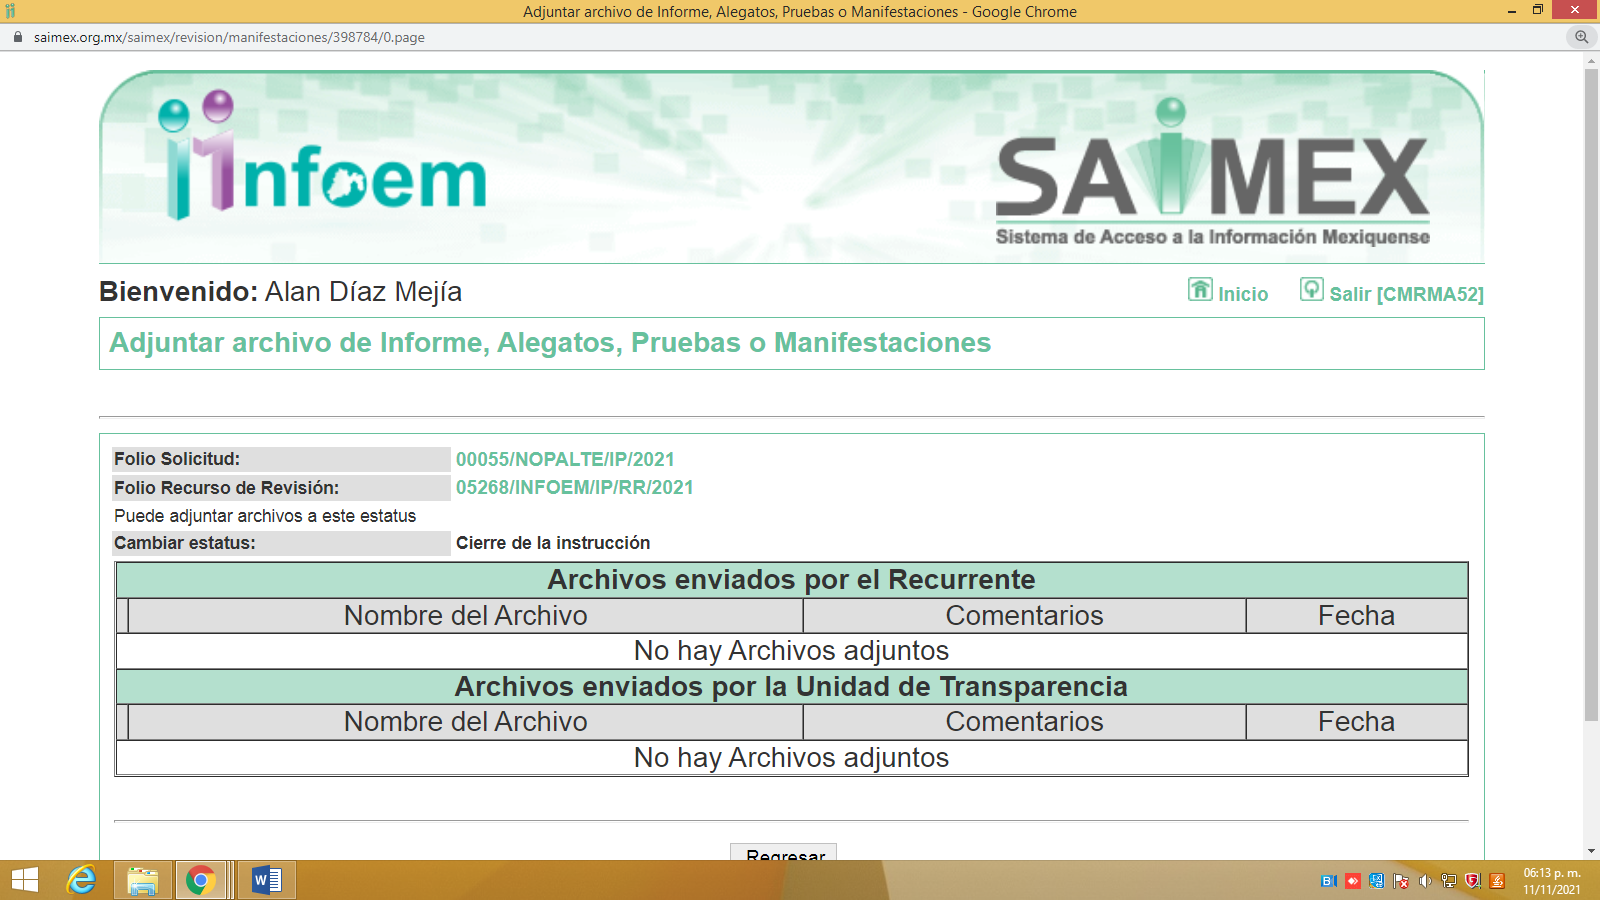 Adjuntar archivo de Informe, Alegatos, Pruebas o Manifestaciones - Google Chrome
saimex.org.mx/saimex/revision/manifestaciones/398784/0.page
infoem
SAIMEX
Sistema de Acceso a la Información Mexiquense
Bienvenido: Alan Díaz Mejía
Inicio
Salir [CMRMA52]
Adjuntar archivo de Informe, Alegatos, Pruebas o Manifestaciones
Folio Solicitud: 00055/NOPALTE/IP/2021
Folio Recurso de Revisión: 05268/INFOEM/IP/RR/2021
Puede adjuntar archivos a este estatus
Cambiar estatus: Cierre de la instrucción
Archivos enviados por el Recurrente
Nombre del Archivo Comentarios Fecha
No hay Archivos adjuntos
Archivos enviados por la Unidad de Transparencia
Nombre del Archivo Comentarios Fecha
No hay Archivos adjuntos
Regresar
06:13 p. m.
11/11/2021